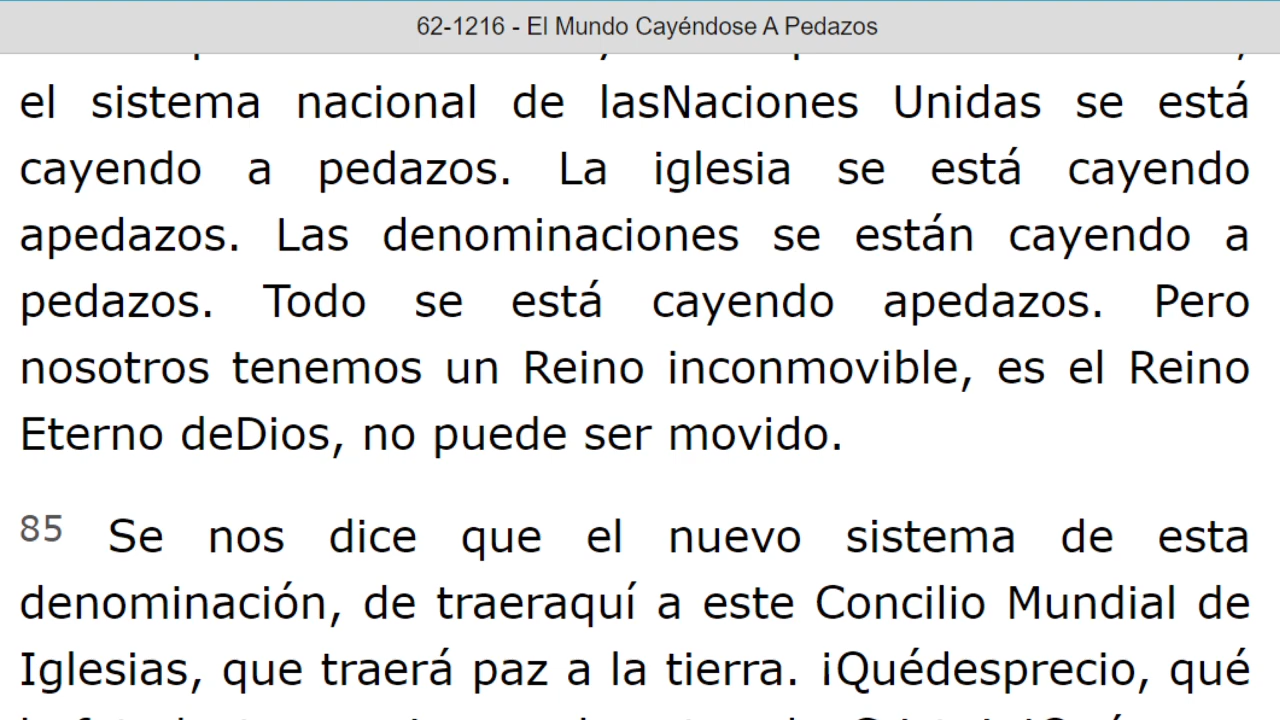 62-1216 - El Mundo Cayéndose A Pedazos
el sistema nacional de lasNaciones Unidas se está
cayendo a pedazos. La iglesia se está cayendo
apedazos. Las denominaciones se están cayendo a
pedazos. Todo se está cayendo apedazos. Pero
nosotros tenemos un Reino inconmovible, es el Reino
Eterno deDios, no puede ser movido.
85 Se nos dice que el nuevo sistema de esta
denominación, de traeraquí a este Concilio Mundial de
Iglesias, que traerá paz a la tierra. ¡Quédesprecio, qué